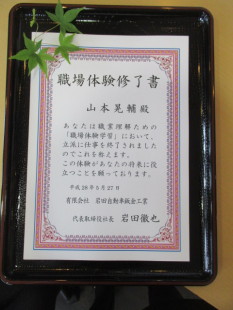 職場体験修了書
山本晃輔 殿
あなたは職業理解ための
「職場体験学習」において、
立派に仕事を終了されました
のでこれを称えます。
この体験があなたの将来に役
立つことを願っております。
平成28年5月27日
有限会社 岩田自動車鈑金工業
代表取締役社長 岩田徹也